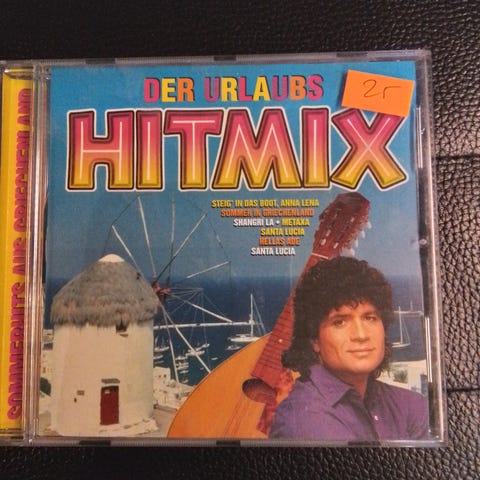 DER URLAUBS
HITMIX
STEIG' IN DAS BOOT, ANNA LENA
SOMMER IN GRIECHENLAND
SHANGRI LA • METAXA
SANTA LUCIA
HELLAS ADE
SANTA LUCIA
SOMMERHITS AUS GRIECHENLAND